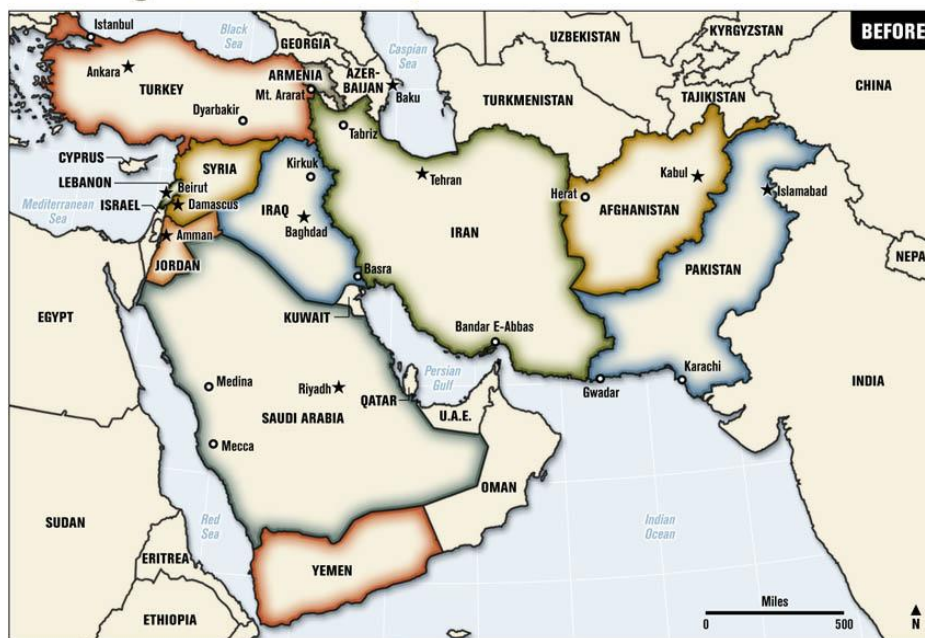 Istanbul
Black
Sea
GEORGIA
Caspian
Sea
UZBEKISTAN
KYRGYZSTAN
BEFORE
Ankara
TURKEY
ARMENIA
Mt. Ararat
AZER-
BAIJAN
Baku
TURKMENISTAN
TAJIKISTAN
CHINA
Dyarbakir
Tabriz
CYPRUS
SYRIA
Kirkuk
Tehran
Herat
Kabul
Islamabad
LEBANON
Beirut
Mediterranean
Sea
ISRAEL
Damascus
IRAQ
Baghdad
IRAN
AFGHANISTAN
Amman
JORDAN
Basra
PAKISTAN
NEPA
EGYPT
KUWAIT
Bandar E-Abbas
Persian
Gulf
Medina
Riyadh
QATAR
Gwadar
Karachi
INDIA
SAUDI ARABIA
U.A.E.
Mecca
OMAN
SUDAN
Red
Sea
Indian
Ocean
ERITREA
YEMEN
ETHIOPIA
Miles
0
500
N